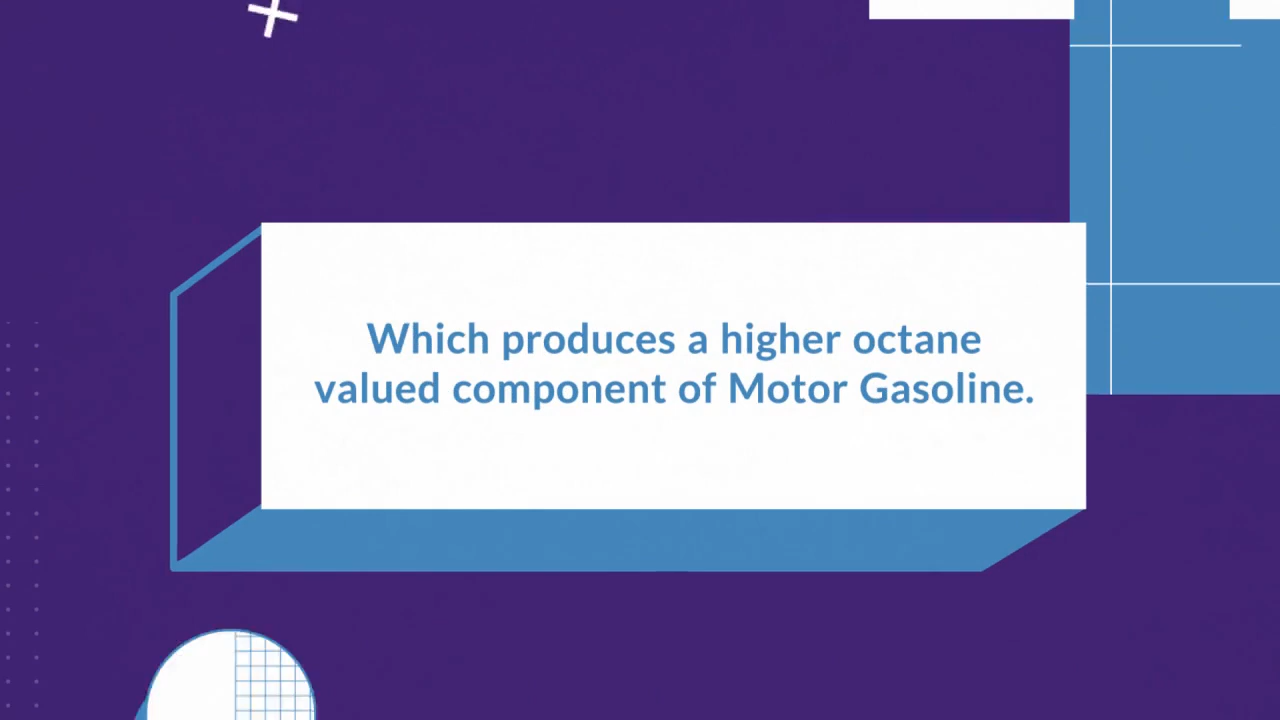 Which produces a higher octane
valued component of Motor Gasoline.